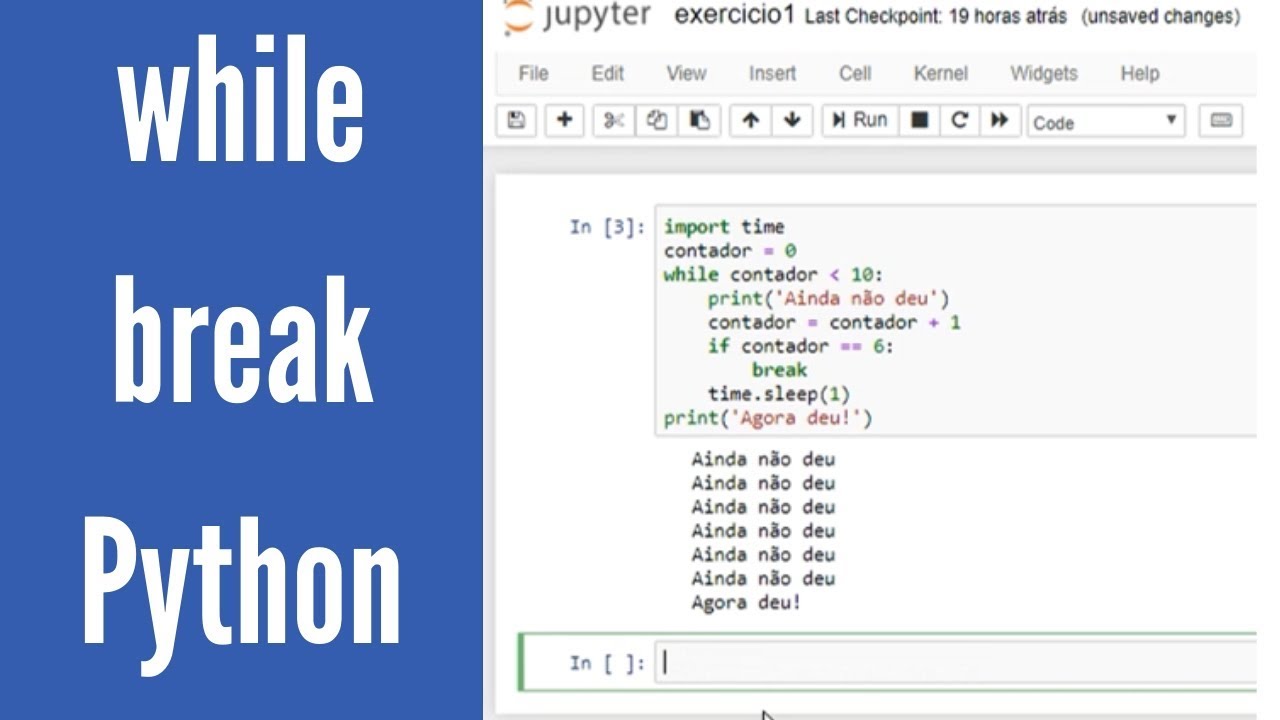 while
break
Python
jupyter exercicio1 Last Checkpoint: 19 horas atrás (unsaved changes)
File Edit View Insert Cell Kernel Widgets Help
Run Code
In [3]:
import time
contador = 0
while contador < 10:
    print('Ainda não deu')
    contador = contador + 1
    if contador == 6:
        break
    time.sleep(1)
print('Agora deu!')
Ainda não deu
Ainda não deu
Ainda não deu
Ainda não deu
Ainda não deu
Ainda não deu
Agora deu!
In [ ]: